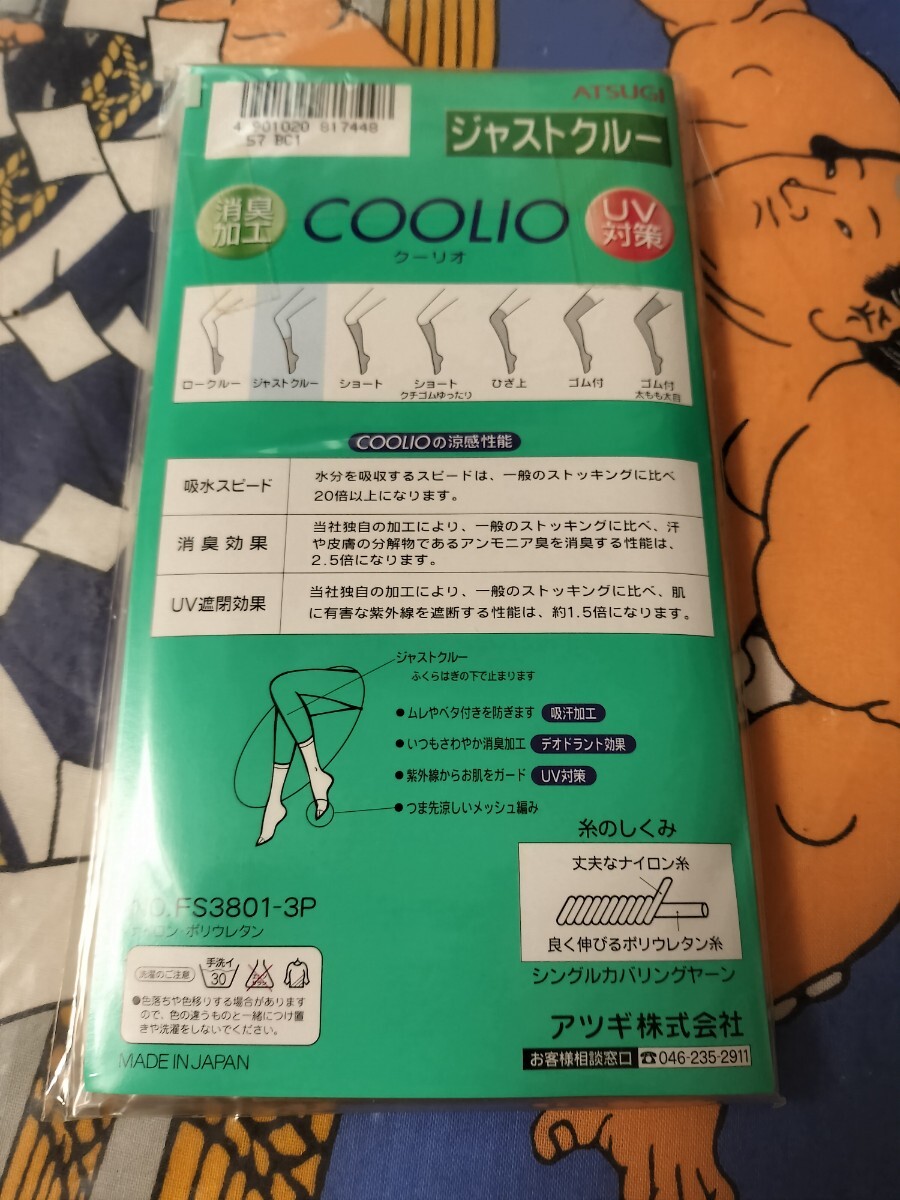 ATSUGI
4 901020 817448
S7 BC1
ジャストクルー
消臭
加工
COOLIO
クーリオ
UV
対策
ロークルー
ジャストクルー
ショート
ショート
クチゴムゆったり
ひざ上
ゴム付
ゴム付
太もも太目
COOLIOの涼感性能
吸水スピード
水分を吸収するスピードは、一般のストッキングに比べ
20倍以上になります。
消臭効果
当社独自の加工により、一般のストッキングに比べ、汗
や皮膚の分解物であるアンモニア臭を消臭する性能は、
2.5倍になります。
UV遮閉効果
当社独自の加工により、一般のストッキングに比べ、肌
に有害な紫外線を遮断する性能は、約1.5倍になります。
ジャストクルー
ふくらはぎの下で止まります
●ムレやベタ付きを防ぎます 吸汗加工
●いつもさわやか消臭加工 デオドラント効果
●紫外線からお肌をガード UV対策
●つま先涼しいメッシュ編み
糸のしくみ
丈夫なナイロン糸
良く伸びるポリウレタン糸
シングルカバリングヤーン
NO.FS3801-3P
ナイロン・ポリウレタン
洗濯のご注意
手洗イ
30
●色落ちや色移りする場合があります
ので、色の違うものと一緒につけ置
きや洗濯をしないでください。
MADE IN JAPAN
アツギ株式会社
お客様相談窓口 ☎046-235-2911